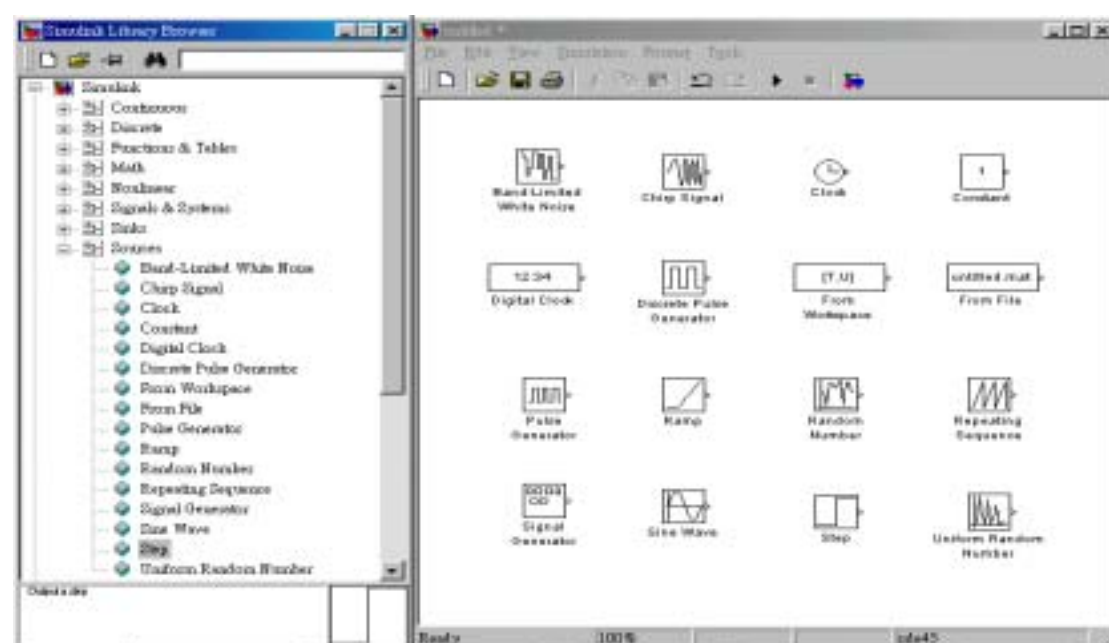 Simulink Library Browser
Simulink
Continuous
Discrete
Functions & Tables
Math
Nonlinear
Signals & Systems
Sinks
Sources
Band-Limited White Noise
Chirp Signal
Clock
Constant
Digital Clock
Discrete Pulse Generator
From Workspace
From File
Pulse Generator
Ramp
Random Number
Repeating Sequence
Signal Generator
Sine Wave
Step
Uniform Random Number
Output a step
untitled *
File Edit View Simulation Format Tools
Band-Limited
White Noise
Chirp Signal
Clock
1
Constant
12:34
Digital Clock
Discrete Pulse
Generator
[T,U]
From
Workspace
untitled.mat
From File
Pulse
Generator
Ramp
Random
Number
Repeating
Sequence
Signal
Generator
Sine Wave
Step
Uniform Random
Number
Ready 100% ode45